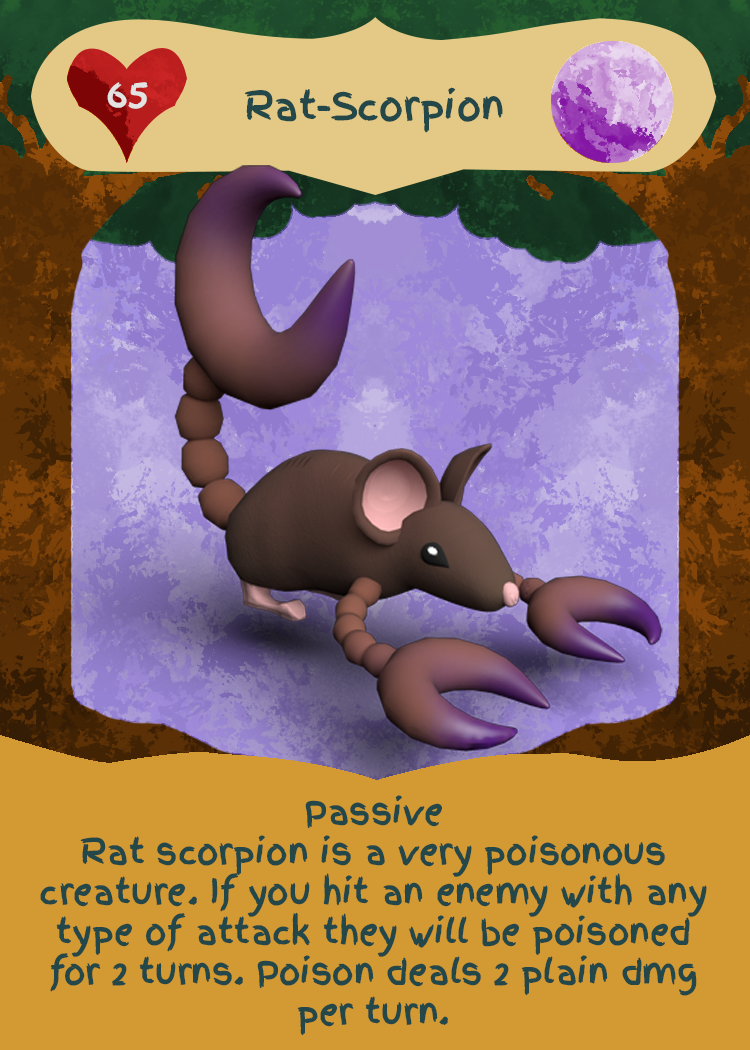 65
Rat-Scorpion
Passive
Rat scorpion is a very poisonous
creature. If you hit an enemy with any
type of attack they will be poisoned
for 2 turns. Poison deals 2 plain dmg
per turn.